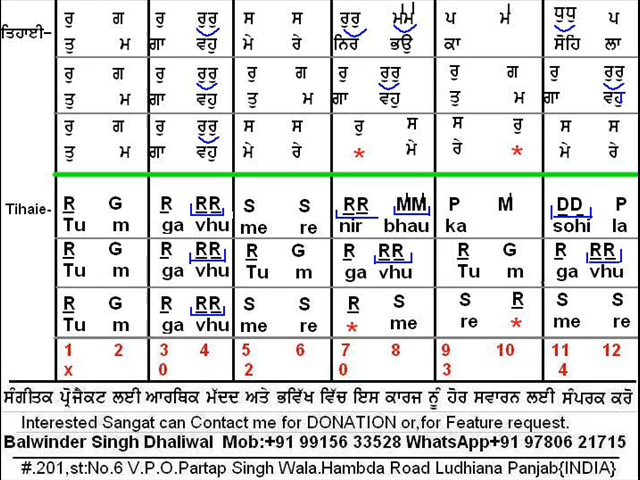 ਰੁ ਗ ਰੁ ਰੁਰੁ ਸ ਸ ਰੁਰੁ ਮ਼ਮ਼ ਪ ਮ਼ ਧੁਧੁ ਪ
ਤਿਹਾਈ-
ਤੁ ਮ ਗਾ ਵਹੁ ਮੇ ਰੇ ਨਿਰ ਭਉ ਕਾ ਸੋਹਿ ਲਾ
ਰੁ ਗ ਰੁ ਰੁਰੁ ਰੁ ਗ ਰੁ ਰੁਰੁ ਰੁ ਗ ਰੁ ਰੁਰੁ
ਤੁ ਮ ਗਾ ਵਹੁ ਤੁ ਮ ਗਾ ਵਹੁ ਤੁ ਮ ਗਾ ਵਹੁ
ਰੁ ਗ ਰੁ ਰੁਰੁ ਸ ਸ ਰੁ ਸ ਸ ਰੁ ਸ ਸ
ਤੁ ਮ ਗਾ ਵਹੁ ਮੇ ਰੇ * ਮੇ ਰੇ * ਮੇ ਰੇ
R G R RR S S RR MM P M DD P
Tihaie-
Tu m ga vhu me re nir bhau ka sohi la
R G R RR R G R RR R G R RR
Tu m ga vhu Tu m ga vhu Tu m ga vhu
R G R RR S S R S S R S S
Tu m ga vhu me re * me re * me re
1 2 3 4 5 6 7 8 9 10 11 12
x 0 2 0 3 4
ਸੰਗੀਤਕ ਪ੍ਰੋਜੈਕਟ ਲਈ ਆਰਥਿਕ ਮੱਦਦ ਅਤੇ ਭਵਿੱਖ ਵਿੱਚ ਇਸ ਕਾਰਜ ਨੂੰ ਹੋਰ ਸਵਾਰਨ ਲਈ ਸੰਪਰਕ ਕਰੋ
Interested Sangat can Contact me for DONATION or,for Feature request.
Balwinder Singh Dhaliwal Mob:+91 99156 33528 WhatsApp+91 97806 21715
#.201,st:No.6 V.P.O.Partap Singh Wala.Hambda Road Ludhiana Panjab{INDIA}